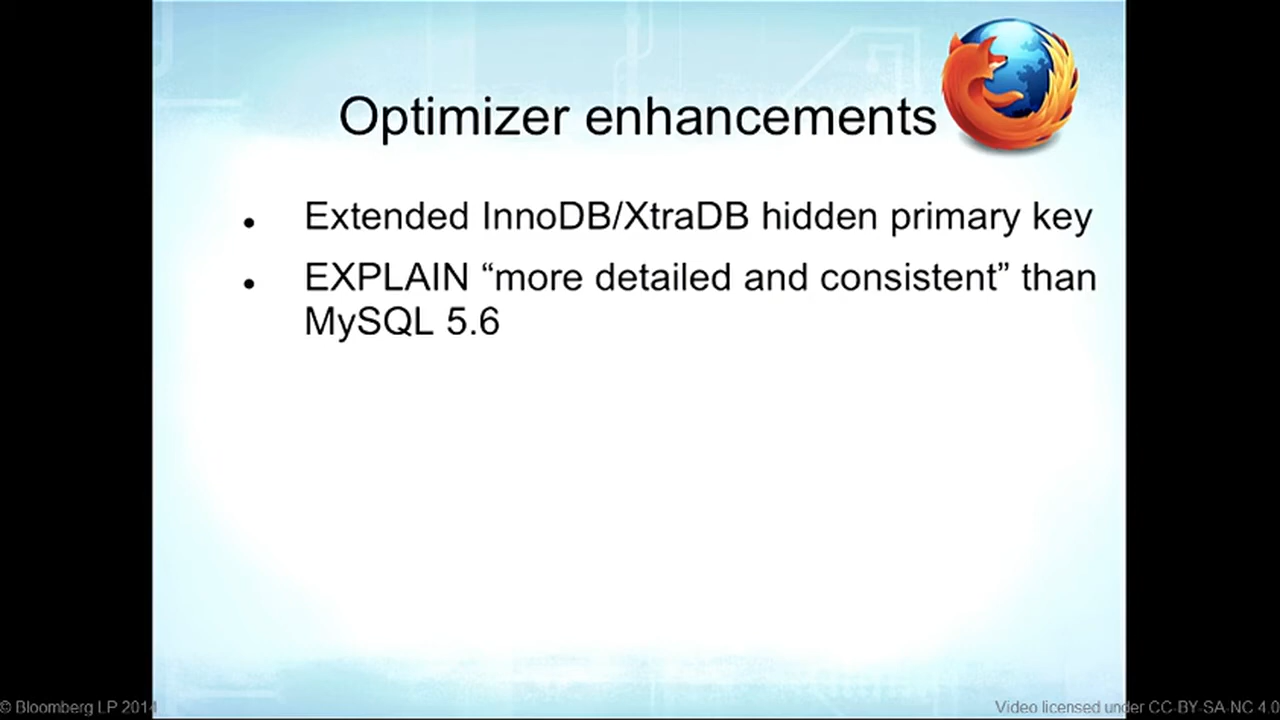 Optimizer enhancements
• Extended InnoDB/XtraDB hidden primary key
• EXPLAIN “more detailed and consistent” than
MySQL 5.6
© Bloomberg LP 2014
Video licensed under CC-BY-SA-NC 4.0